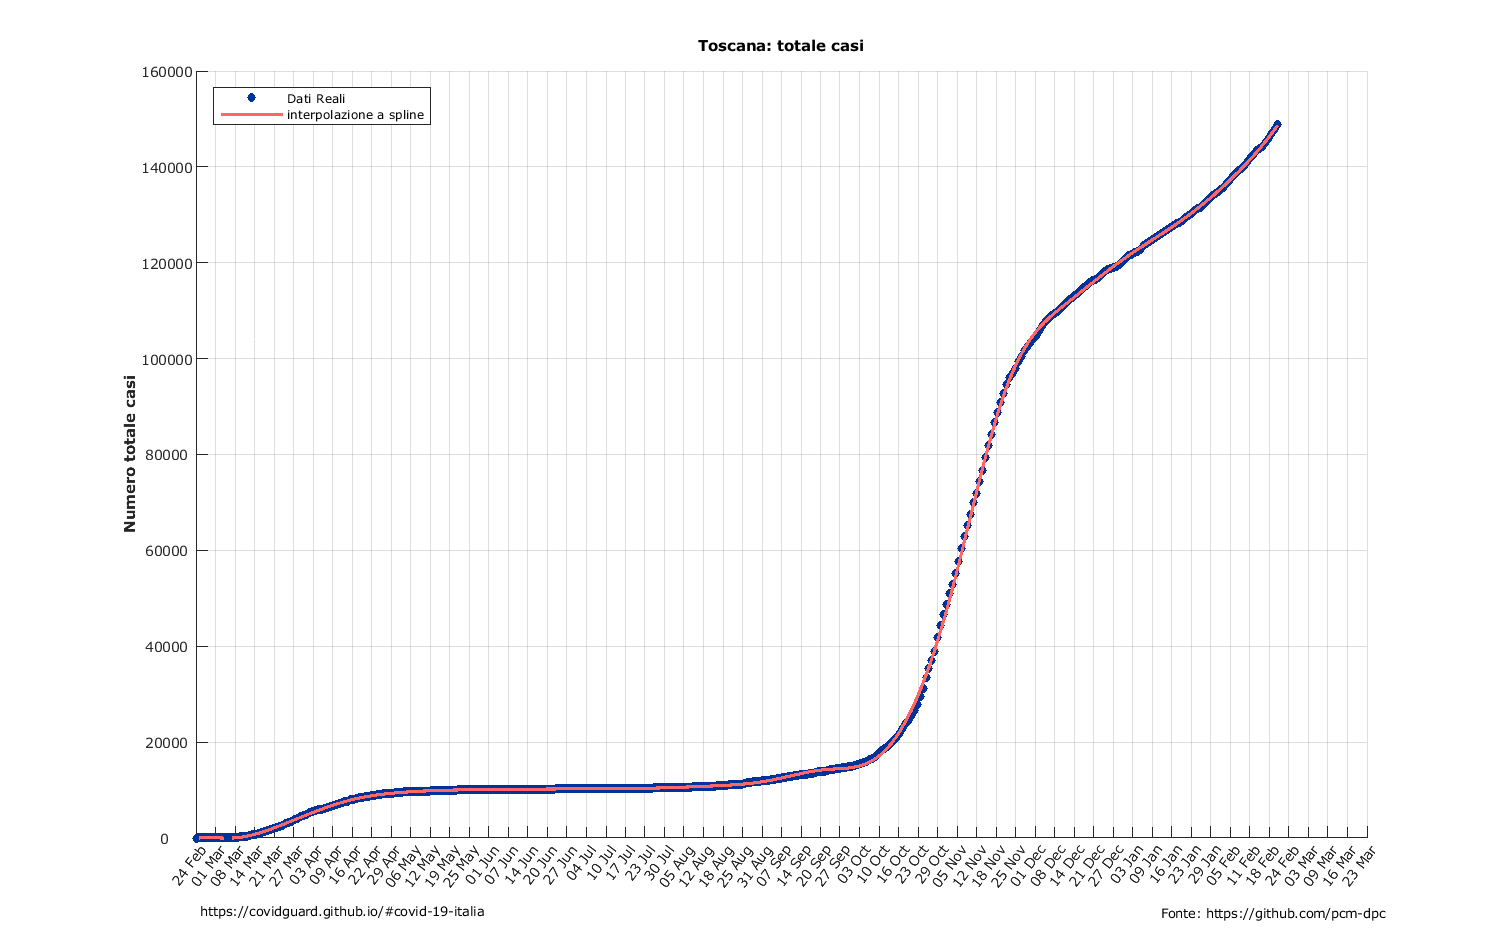 Toscana: totale casi
160000
140000
120000
100000
80000
60000
40000
20000
0
Dati Reali
interpolazione a spline
Numero totale casi
24 Feb
01 Mar
08 Mar
14 Mar
21 Mar
27 Mar
03 Apr
09 Apr
16 Apr
22 Apr
29 Apr
06 May
12 May
19 May
25 May
01 Jun
07 Jun
14 Jun
20 Jun
27 Jun
04 Jul
10 Jul
17 Jul
23 Jul
30 Jul
05 Aug
12 Aug
18 Aug
25 Aug
31 Aug
07 Sep
14 Sep
20 Sep
27 Sep
03 Oct
10 Oct
16 Oct
23 Oct
29 Oct
05 Nov
12 Nov
18 Nov
25 Nov
01 Dec
08 Dec
14 Dec
21 Dec
27 Dec
03 Jan
09 Jan
16 Jan
23 Jan
29 Jan
05 Feb
11 Feb
18 Feb
24 Feb
03 Mar
09 Mar
16 Mar
23 Mar
https://covidguard.github.io/#covid-19-italia
Fonte: https://github.com/pcm-dpc